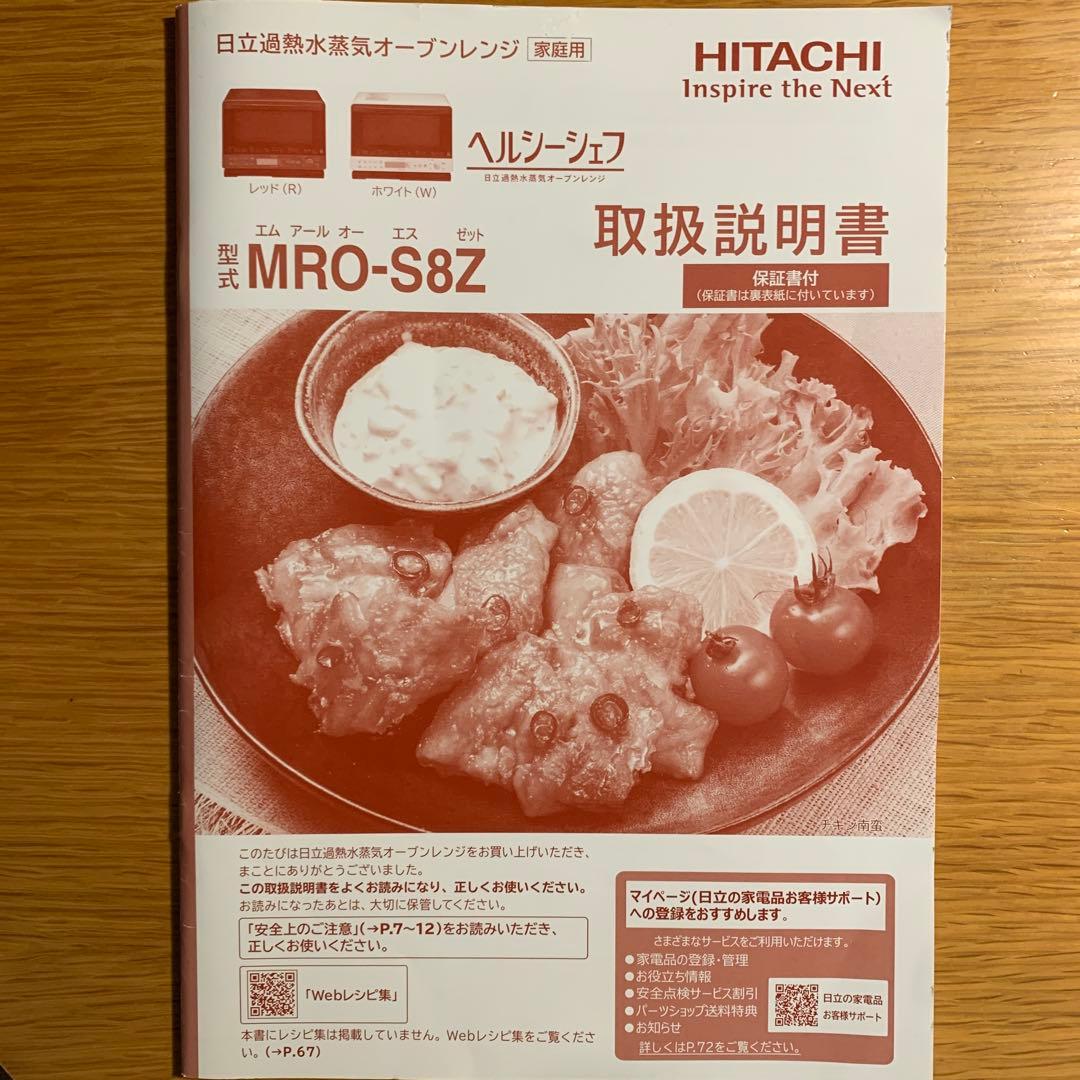 日立過熱水蒸気オーブンレンジ 家庭用
HITACHI
Inspire the Next
レッド(R)
ホワイト(W)
ヘルシーシェフ
日立過熱水蒸気オーブンレンジ
エム アール オー エス ゼット
型式 MRO-S8Z
取扱説明書
保証書付
(保証書は裏表紙に付いています)
チキン南蛮
このたびは日立過熱水蒸気オーブンレンジをお買い上げいただき、
まことにありがとうございました。
この取扱説明書をよくお読みになり、正しくお使いください。
お読みになったあとは、大切に保管してください。
「安全上のご注意」(→P.7～12)をお読みいただき、
正しくお使いください。
「Webレシピ集」
本書にレシピ集は掲載していません。Webレシピ集をご覧くださ
い。(→P.67)
マイページ(日立の家電品お客様サポート)
への登録をおすすめします。
さまざまなサービスをご利用いただけます。
●家電品の登録・管理
●お役立ち情報
●安全点検サービス割引
●パーツショップ送料特典
●お知らせ
日立の家電品
お客様サポート
詳しくはP.72をご覧ください。